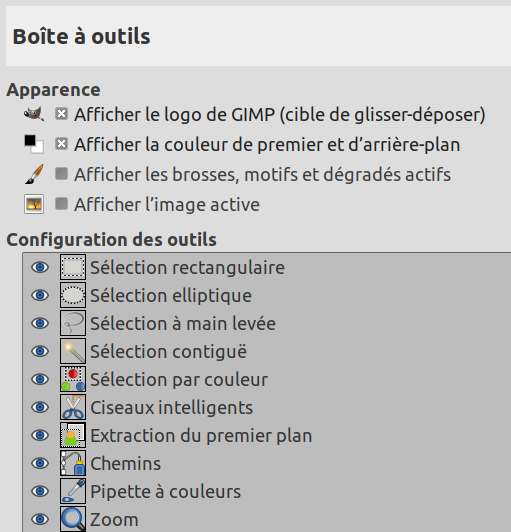 Boîte à outils
Apparence
Afficher le logo de GIMP (cible de glisser-déposer)
Afficher la couleur de premier et d’arrière-plan
Afficher les brosses, motifs et dégradés actifs
Afficher l’image active
Configuration des outils
Sélection rectangulaire
Sélection elliptique
Sélection à main levée
Sélection contiguë
Sélection par couleur
Ciseaux intelligents
Extraction du premier plan
Chemins
Pipette à couleurs
Zoom